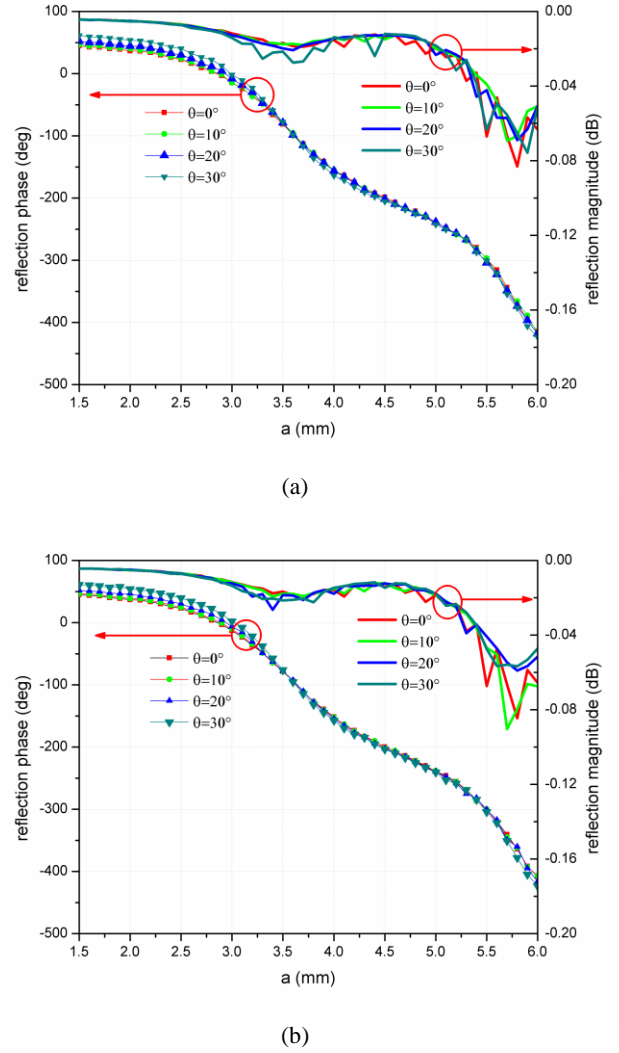 100
0
-100
-200
-300
-400
-500
reflection phase (deg)
1.5 2.0 2.5 3.0 3.5 4.0 4.5 5.0 5.5 6.0
a (mm)
0.00
-0.04
-0.08
-0.12
-0.16
-0.20
reflection magnitude (dB)
θ=0°
θ=10°
θ=20°
θ=30°
θ=0°
θ=10°
θ=20°
θ=30°
(a)
100
0
-100
-200
-300
-400
-500
reflection phase (deg)
1.5 2.0 2.5 3.0 3.5 4.0 4.5 5.0 5.5 6.0
a (mm)
0.00
-0.04
-0.08
-0.12
-0.16
-0.20
reflection magnitude (dB)
θ=0°
θ=10°
θ=20°
θ=30°
θ=0°
θ=10°
θ=20°
θ=30°
(b)